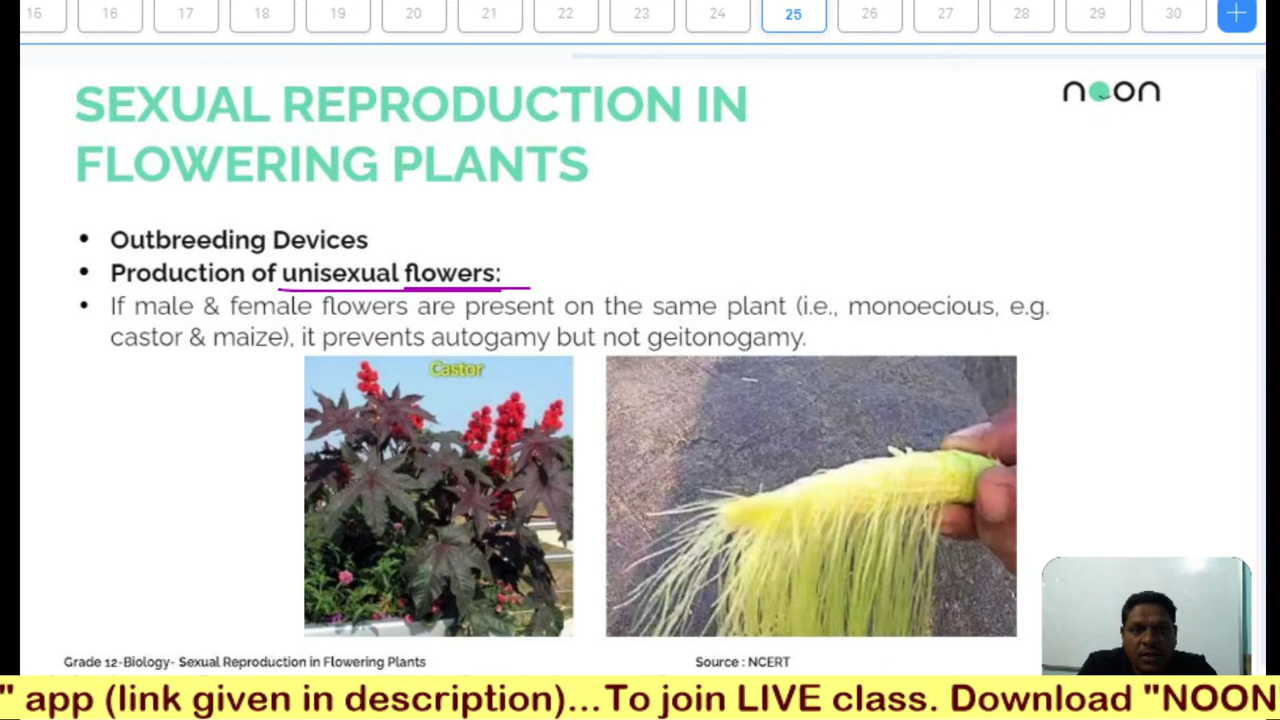 15 16 17 18 19 20 21 22 23 24 25 26 27 28 29 30 +
SEXUAL REPRODUCTION IN
noon
FLOWERING PLANTS
• Outbreeding Devices
• Production of unisexual flowers:
• If male & female flowers are present on the same plant (i.e., monoecious, e.g.
castor & maize), it prevents autogamy but not geitonogamy.
Castor
Grade 12-Biology- Sexual Reproduction in Flowering Plants
Source : NCERT
" app (link given in description)...To join LIVE class. Download "NOON